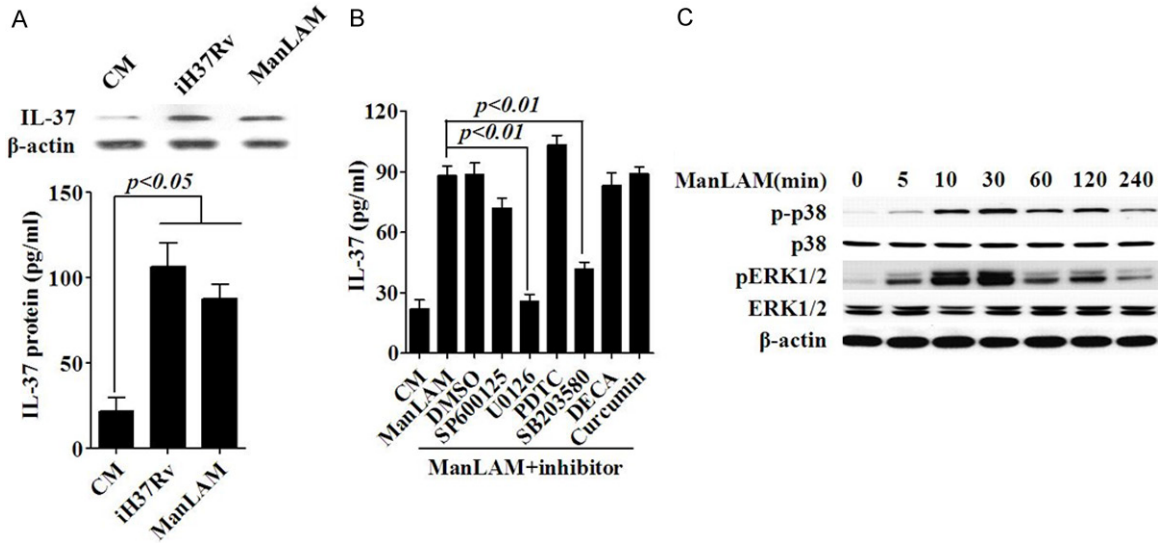 A
CM
iH37Rv
ManLAM
IL-37
β-actin
p<0.05
IL-37 protein (pg/ml)
150
100
50
0
CM
iH37Rv
ManLAM
B
p<0.01
p<0.01
IL-37 (pg/ml)
120
90
60
30
0
CM
ManLAM
DMSO
SP600125
U0126
PDTC
SB203580
DECA
Curcumin
ManLAM+inhibitor
C
ManLAM(min) 0 5 10 30 60 120 240
p-p38
p38
pERK1/2
ERK1/2
β-actin